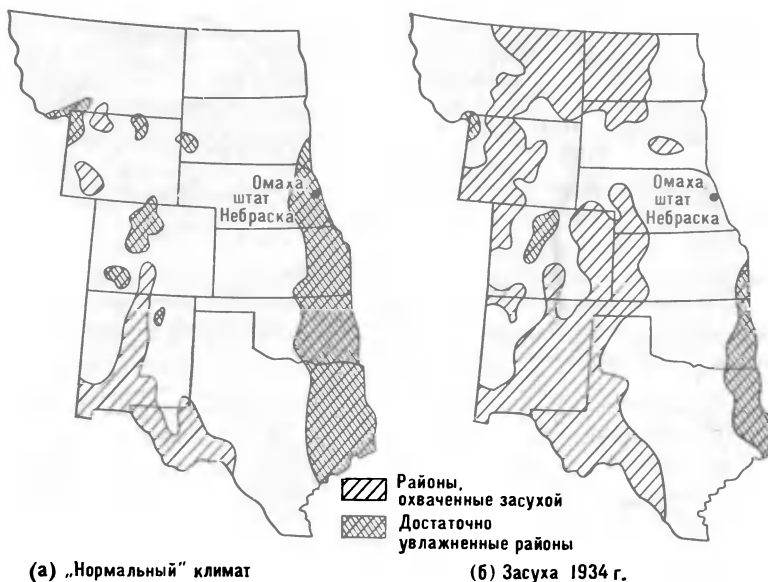 Омаха,
штат
Небраска
Омаха,
штат
Небраска
Районы,
охваченные засухой
Достаточно
увлажненные районы
(а) „Нормальный" климат
(б) Засуха 1934 г.